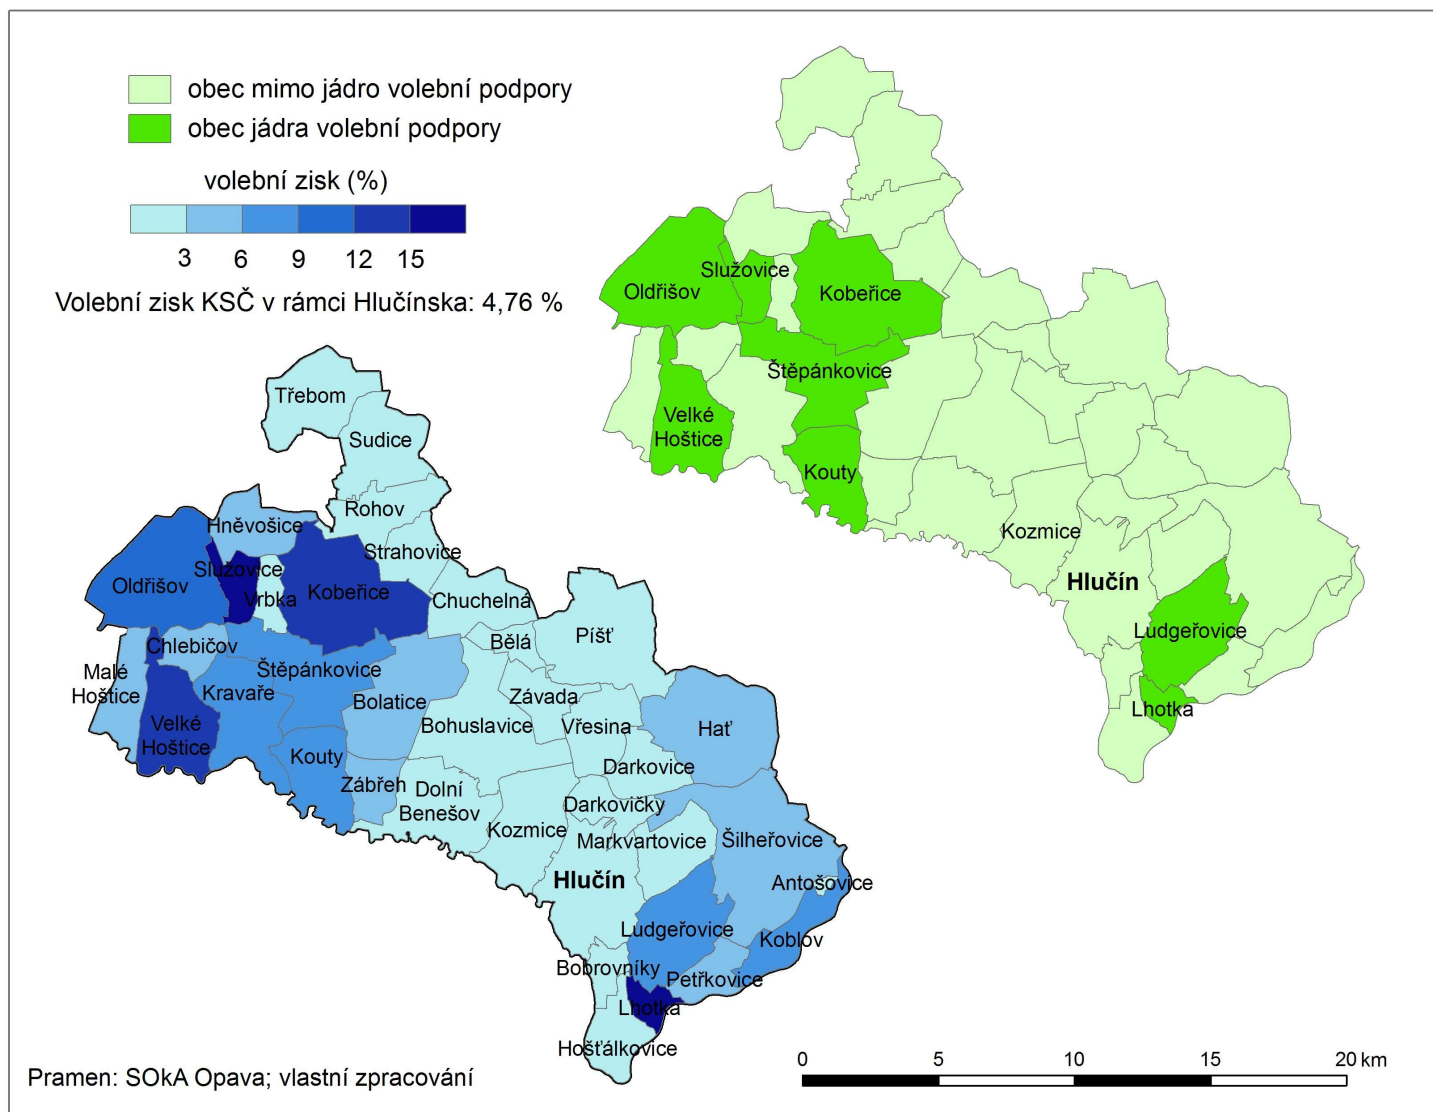 obec mimo jádro volební podpory
obec jádra volební podpory
volební zisk (%)
3 6 9 12 15
Volební zisk KSČ v rámci Hlučínska: 4,76 %
Služovice
Oldřišov
Kobeřice
Štěpánkovice
Velké
Hoštice
Kouty
Kozmice
Hlučín
Ludgeřovice
Lhotka
Třebom
Sudice
Rohov
Hněvošice
Strahovice
Služovice
Oldřišov
Vrbka
Kobeřice
Chuchelná
Píšť
Bělá
Chlebičov
Malé
Hoštice
Štěpánkovice
Kravaře
Bolatice
Závada
Bohuslavice
Vřesina
Hať
Velké
Hoštice
Kouty
Darkovice
Zábřeh
Dolní
Benešov
Darkovičky
Kozmice
Markvartovice
Šilheřovice
Hlučín
Antošovice
Ludgeřovice
Koblov
Bobrovníky
Petřkovice
Lhotka
Hošťálkovice
Pramen: SOkA Opava; vlastní zpracování
0 5 10 15 20 km